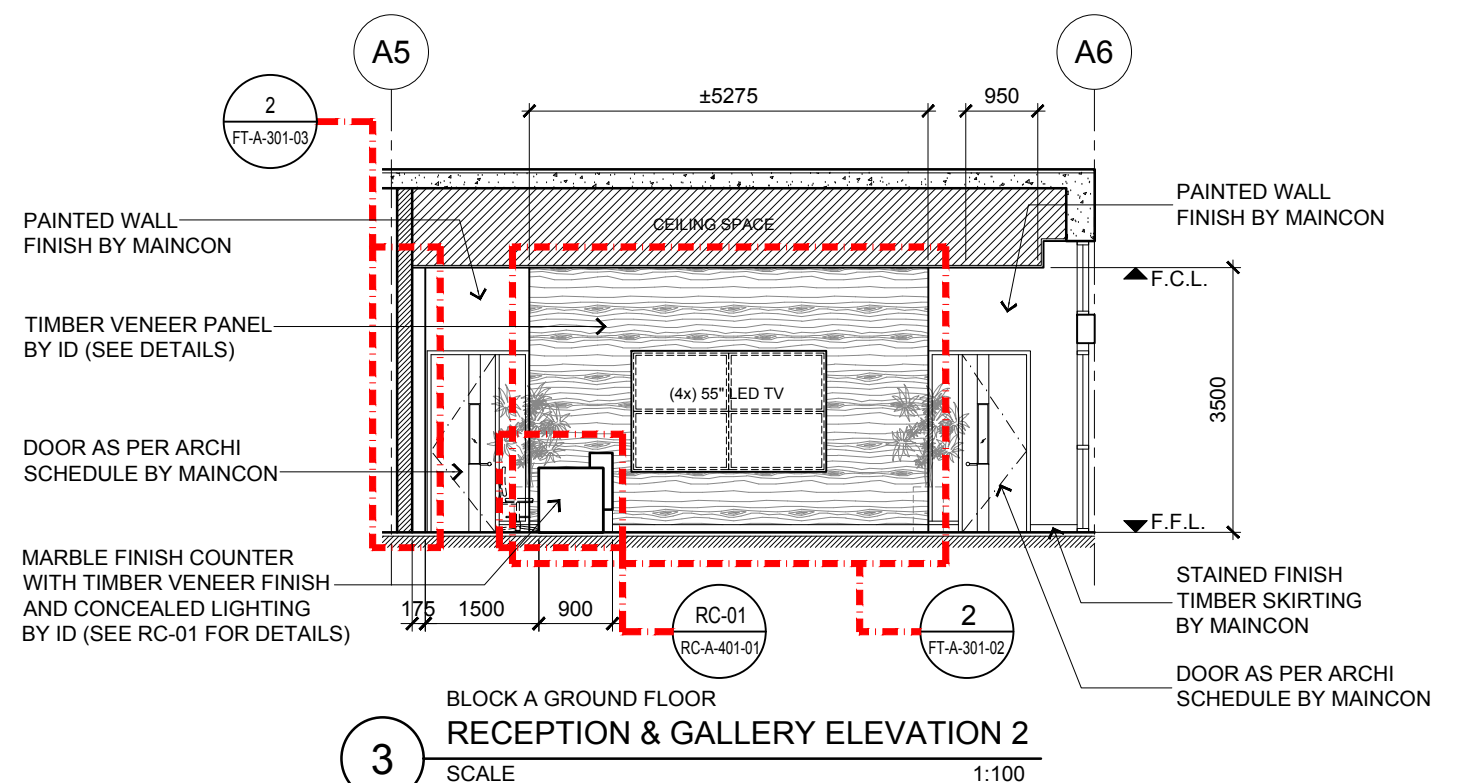 A5
A6
2
FT-A-301-03
±5275
950
PAINTED WALL
FINISH BY MAINCON
CEILING SPACE
PAINTED WALL
FINISH BY MAINCON
F.C.L.
TIMBER VENEER PANEL
BY ID (SEE DETAILS)
(4x) 55" LED TV
3500
DOOR AS PER ARCHI
SCHEDULE BY MAINCON
F.F.L.
MARBLE FINISH COUNTER
WITH TIMBER VENEER FINISH
AND CONCEALED LIGHTING
BY ID (SEE RC-01 FOR DETAILS)
175
1500
900
RC-01
RC-A-401-01
2
FT-A-301-02
STAINED FINISH
TIMBER SKIRTING
BY MAINCON
DOOR AS PER ARCHI
SCHEDULE BY MAINCON
BLOCK A GROUND FLOOR
3
RECEPTION & GALLERY ELEVATION 2
SCALE 1:100